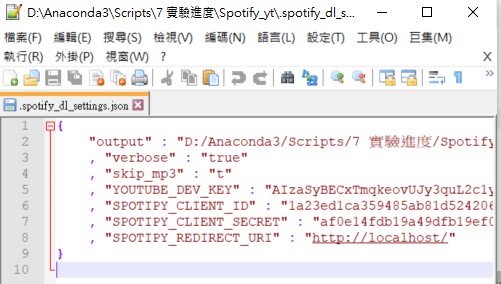 D:\Anaconda3\Scripts\7 實驗進度\Spotify_yt\.spotify_dl_s...
檔案(F) 編輯(E) 搜尋(S) 檢視(V) 編碼(N) 語言(L) 設定(T) 工具(O) 巨集(M)
執行(R) 外掛(P) 視窗(W) ?
.spotify_dl_settings.json
1 {
2 "output" : "D:/Anaconda3/Scripts/7 實驗進度/Spotify
3 , "verbose" : "true"
4 , "skip_mp3" : "t"
5 , "YOUTUBE_DEV_KEY" : "AIzaSyBECxTmqkeovUJy3quL2c1y
6 , "SPOTIPY_CLIENT_ID" : "1a23ed1ca359485ab81d524206
7 , "SPOTIPY_CLIENT_SECRET" : "af0e14fdb19a49dfb19ef0
8 , "SPOTIPY_REDIRECT_URI" : "http://localhost/"
9 }
10